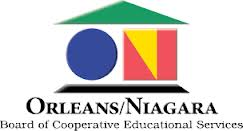 ORLEANS/NIAGARA
Board of Cooperative Educational Services